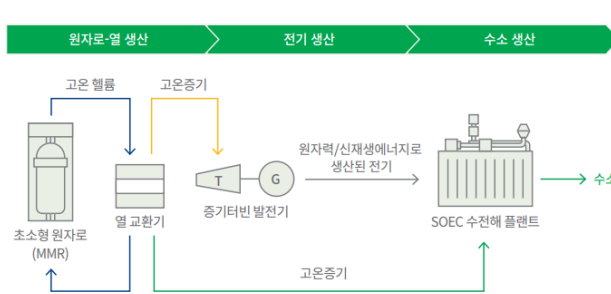 원자로-열 생산
전기 생산
수소 생산
고온 헬륨
고온증기
원자력/신재생에너지로
생산된 전기
T
G
수소
열 교환기
증기터빈 발전기
SOEC 수전해 플랜트
초소형 원자로
(MMR)
고온증기